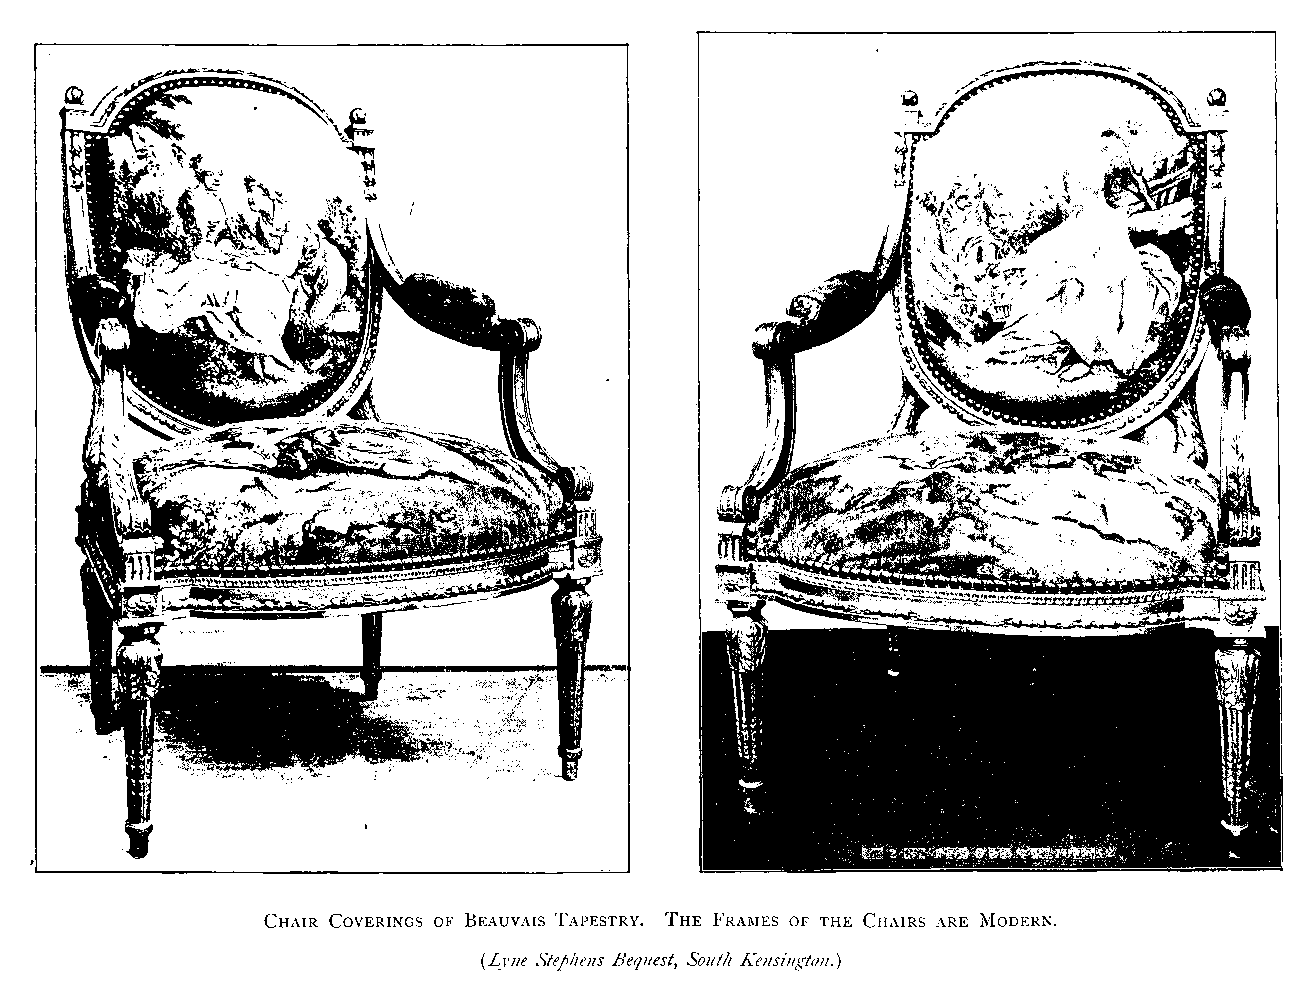 CHAIR COVERINGS OF BEAUVAIS TAPESTRY. THE FRAMES OF THE CHAIRS ARE MODERN.
(Lyne Stephens Bequest, South Kensington.)